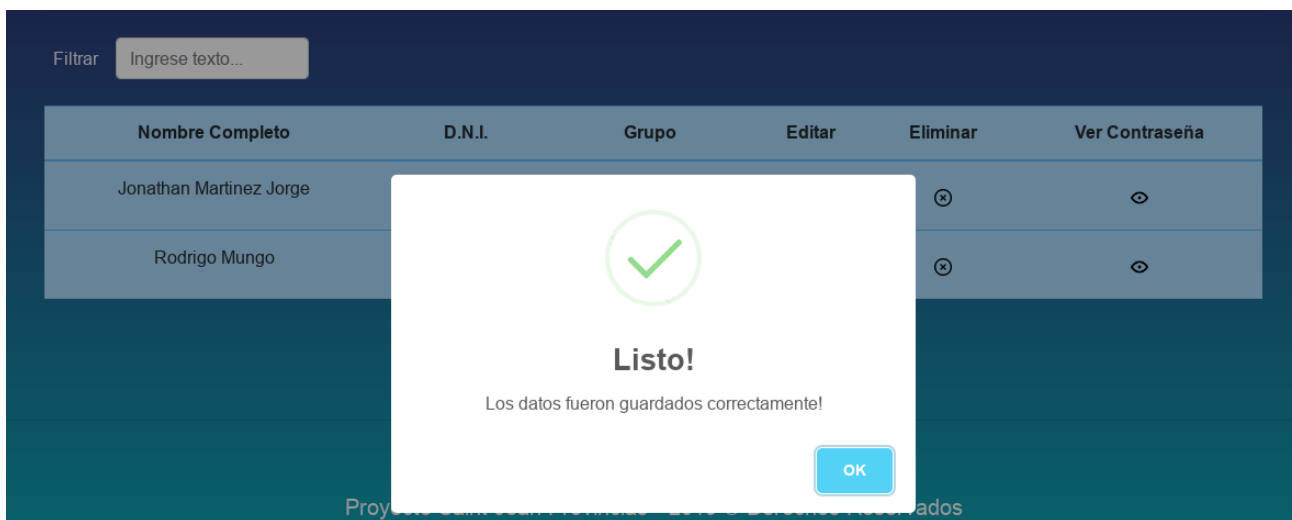 Filtrar Ingrese texto...
Nombre Completo D.N.I. Grupo Editar Eliminar Ver Contraseña
Jonathan Martinez Jorge
Rodrigo Mungo
Listo!
Los datos fueron guardados correctamente!
OK